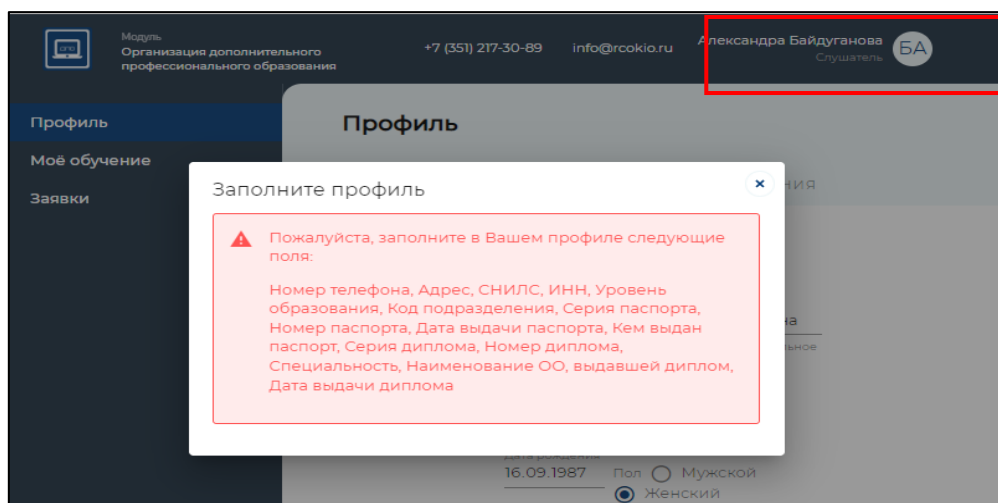 Модуль
Организация дополнительного
профессионального образования
+7 (351) 217-30-89
info@rcokio.ru
Александра Байдуганова
Слушатель
БА
Профиль
Моё обучение
Заявки
Профиль
Заполните профиль
Пожалуйста, заполните в Вашем профиле следующие
поля:
Номер телефона, Адрес, СНИЛС, ИНН, Уровень
образования, Код подразделения, Серия паспорта,
Номер паспорта, Дата выдачи паспорта, Кем выдан
паспорт, Серия диплома, Номер диплома,
Специальность, Наименование ОО, выдавшей диплом,
Дата выдачи диплома
Дата рождения
16.09.1987 Пол Мужской
Женский